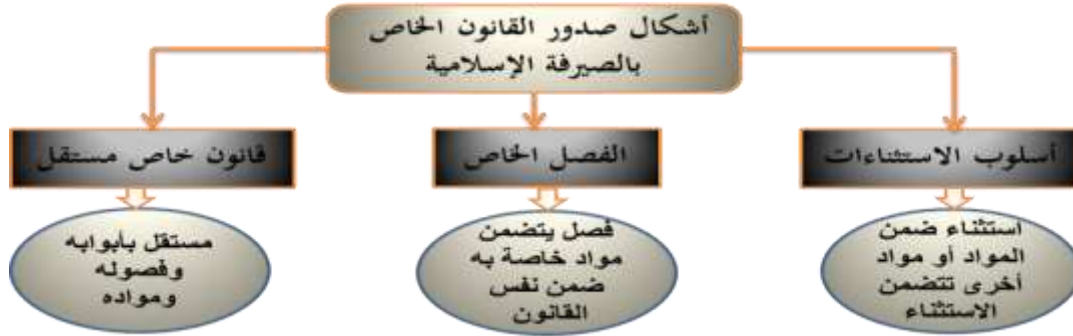 أشكال صدور القانون الخاص
بالصيرفة الإسلامية
أسلوب الاستثناءات
الفصل الخاص
قانون خاص مستقل
استثناء ضمن
المواد أو مواد
أخرى تتضمن
الاستثناء
فصل يتضمن
مواد خاصة به
ضمن نفس
القانون
مستقل بأبوابه
وفصوله
ومواده